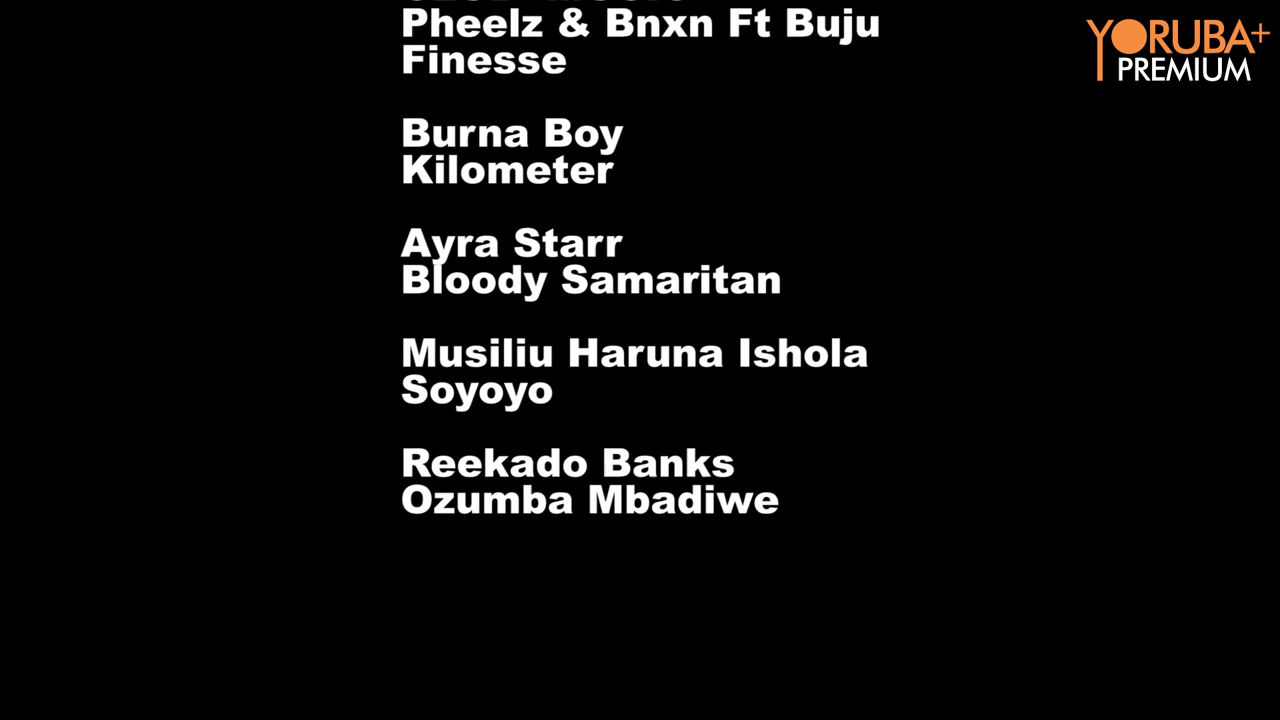 Pheelz & Bnxn Ft Buju
Finesse
Burna Boy
Kilometer
Ayra Starr
Bloody Samaritan
Musiliu Haruna Ishola
Soyoyo
Reekado Banks
Ozumba Mbadiwe
YORUBA+
PREMIUM